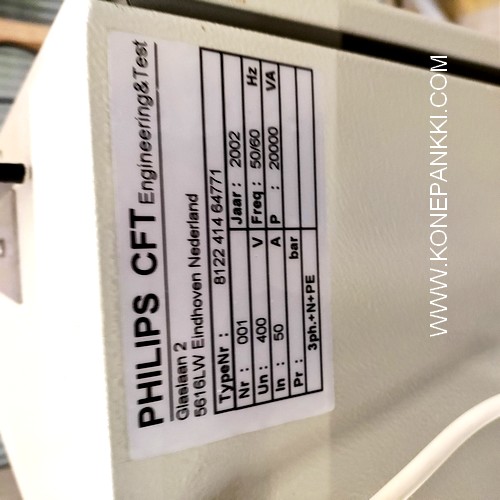 PHILIPS CFT Engineering&Test
Glaslaan 2
5616LW Eindhoven Nederland
TypeNr : 8122 414 64771
Nr : 001 Jaar : 2002
Un : 400 V Freq : 50/60 Hz
In : 50 A P : 20000 VA
Pr : bar
3ph.+N+PE
WWW.KONEPANKKI.COM